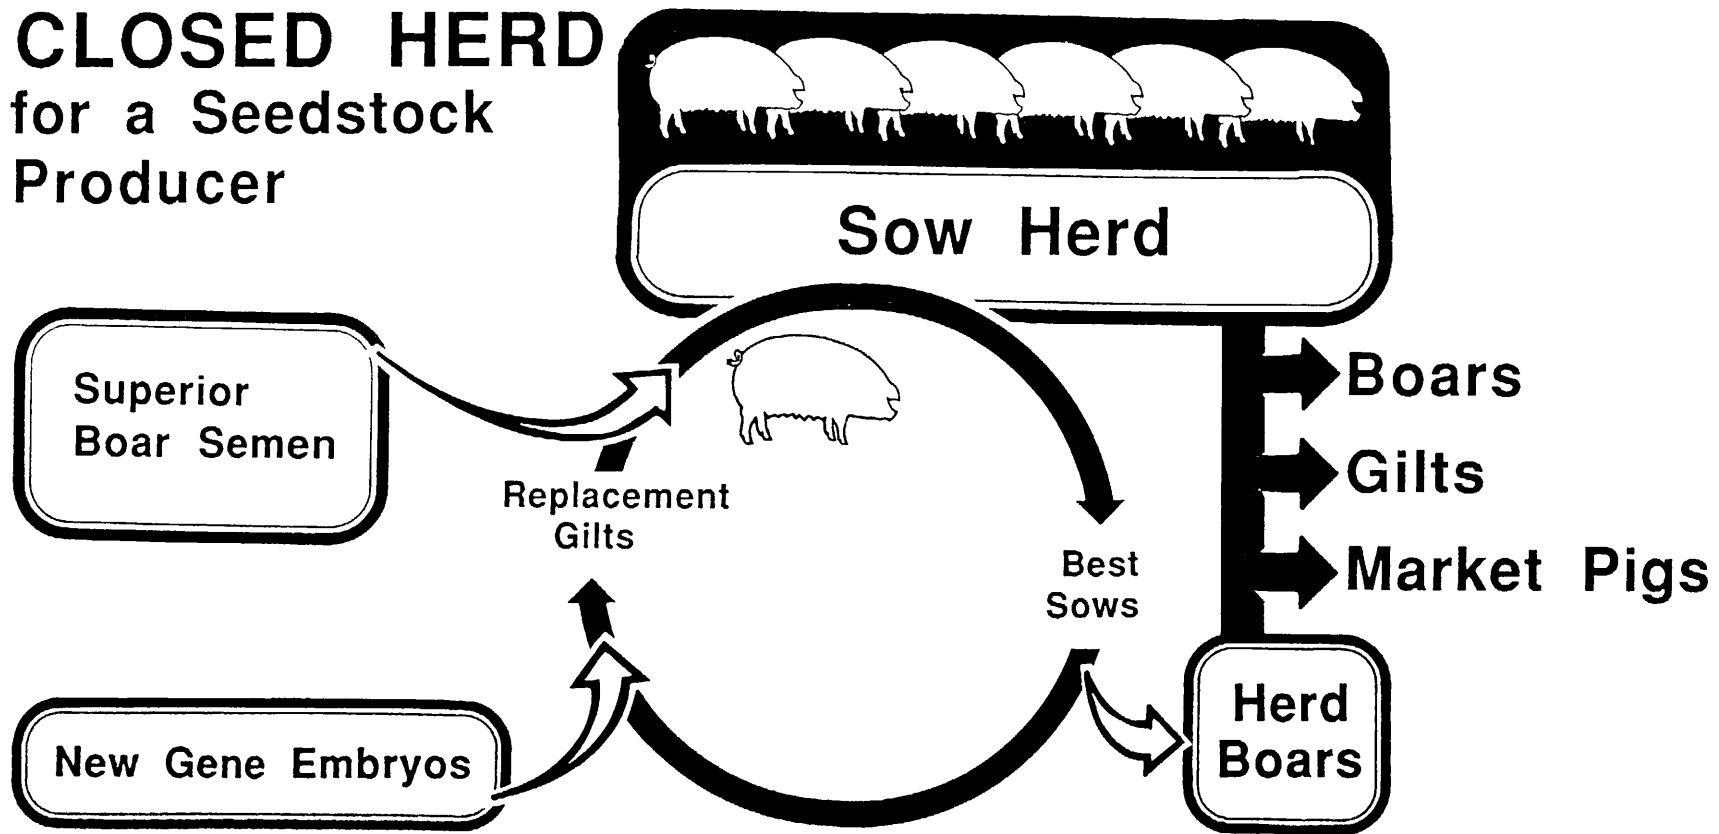 CLOSED HERD
for a Seedstock
Producer
Sow Herd
Superior
Boar Semen
Replacement
Gilts
Best
Sows
New Gene Embryos
Boars
Gilts
Market Pigs
Herd
Boars